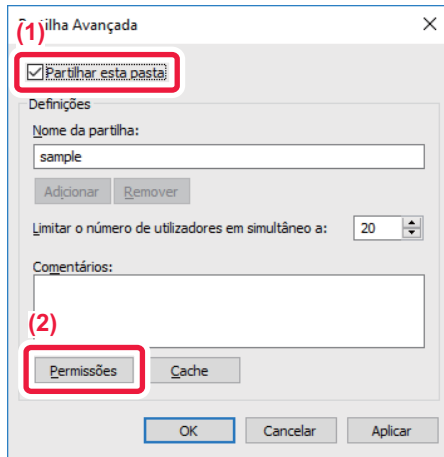 Partilha Avançada
(1)
Partilhar esta pasta
Definições
Nome da partilha:
sample
Adicionar Remover
Limitar o número de utilizadores em simultâneo a: 20
Comentários:
(2)
Permissões Cache
OK Cancelar Aplicar